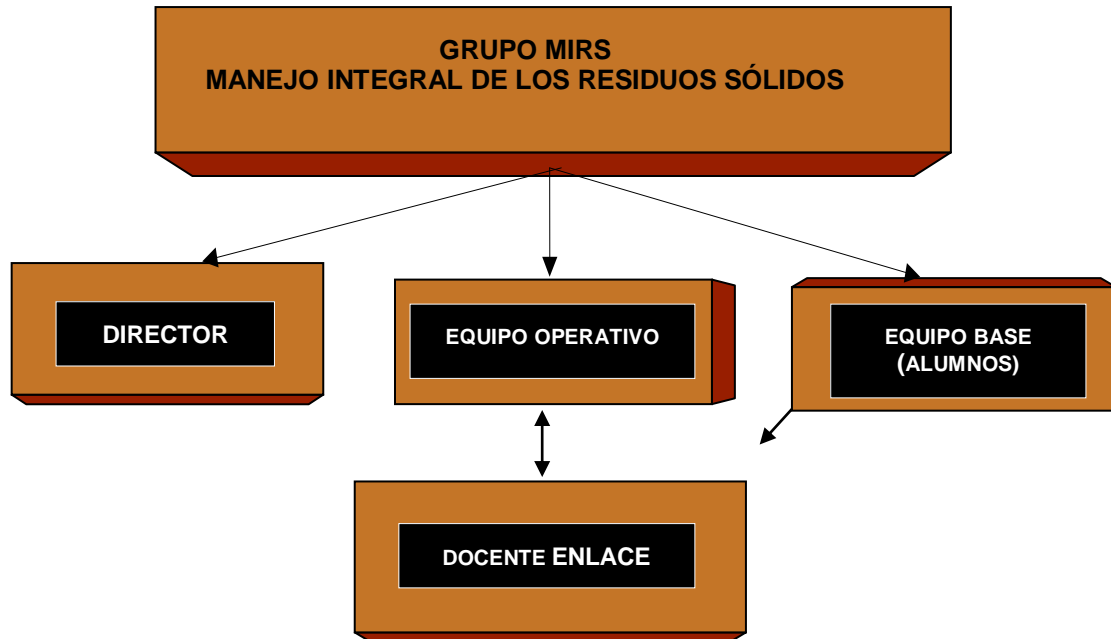 GRUPO MIRS
MANEJO INTEGRAL DE LOS RESIDUOS SÓLIDOS
DIRECTOR
EQUIPO OPERATIVO
EQUIPO BASE
(ALUMNOS)
DOCENTE ENLACE